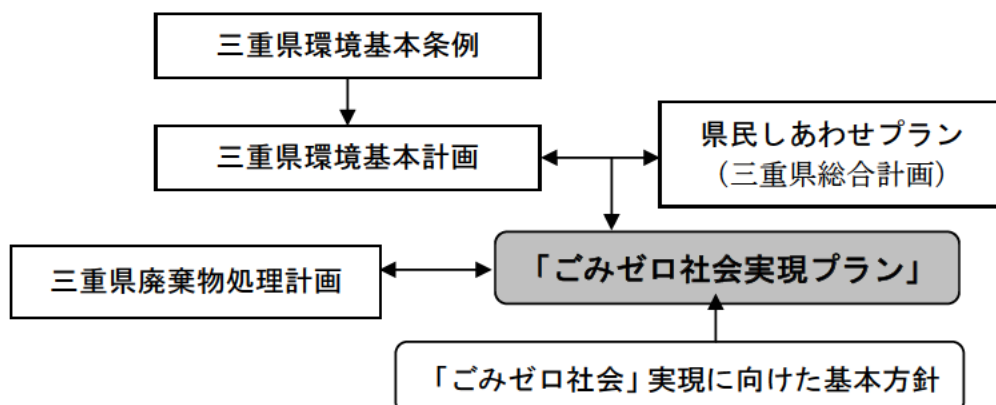 三重県環境基本条例
三重県環境基本計画
県民しあわせプラン
（三重県総合計画）
三重県廃棄物処理計画
「ごみゼロ社会実現プラン」
「ごみゼロ社会」実現に向けた基本方針